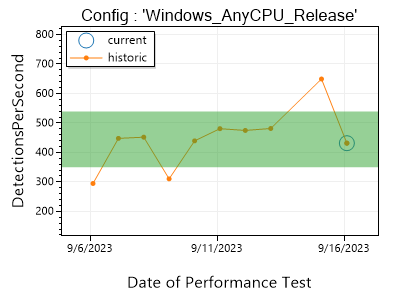 Config : 'Windows_AnyCPU_Release'
current
historic
DetectionsPerSecond
800
700
600
500
400
300
200
9/6/2023
9/11/2023
9/16/2023
Date of Performance Test